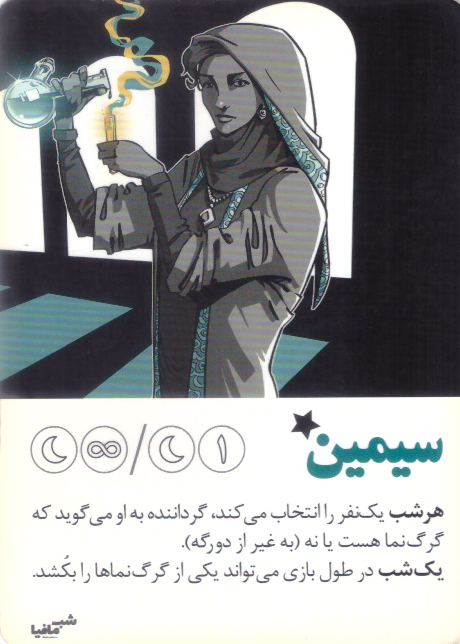 سیمین
۱ / ∞
هرشب یک‌نفر را انتخاب می‌کند، گرداننده به او می‌گوید که
گرگ‌نما هست یا نه (به غیر از دورگه).
یک‌شب در طول بازی می‌تواند یکی از گرگ‌نماها را بکُشد.
شب
مافیا